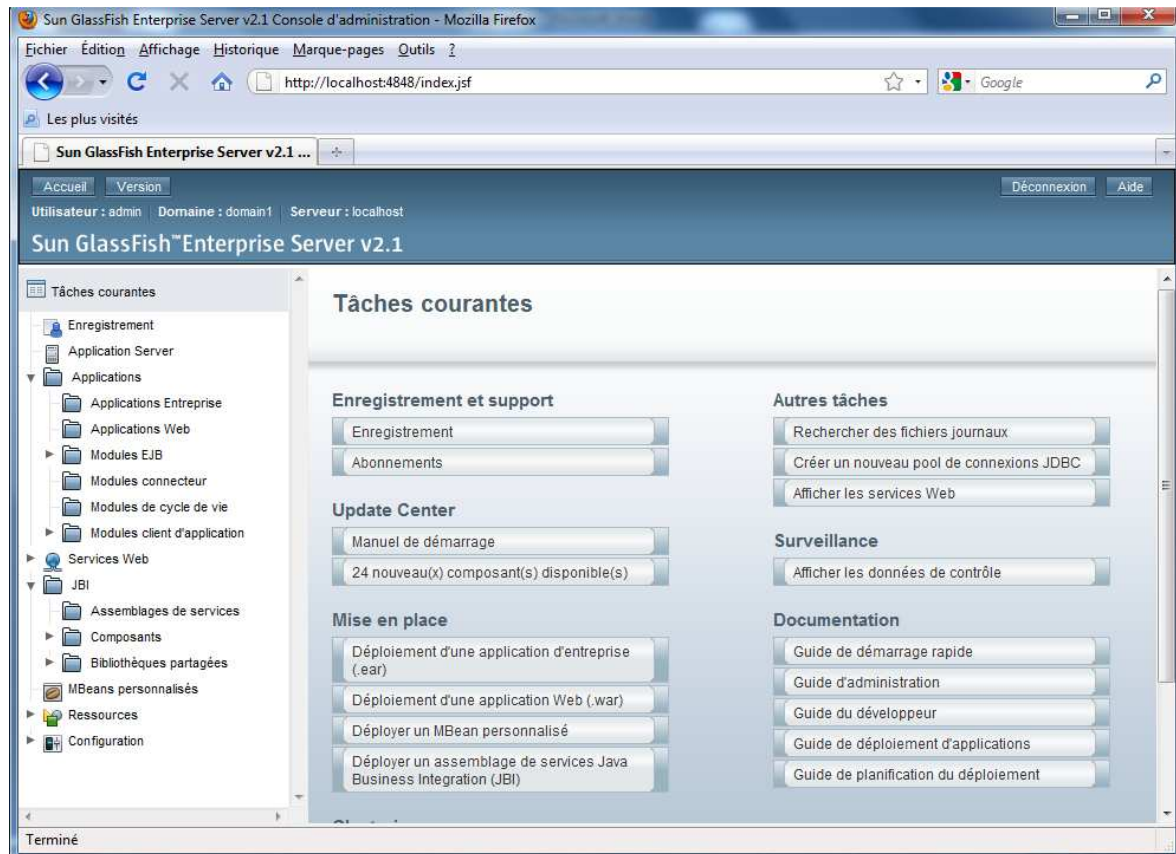 Sun GlassFish Enterprise Server v2.1 Console d'administration - Mozilla Firefox
Fichier Édition Affichage Historique Marque-pages Outils ?
http://localhost:4848/index.jsf
Google
Les plus visités
Sun GlassFish Enterprise Server v2.1 ...
Accueil Version
Déconnexion Aide
Utilisateur : admin Domaine : domain1 Serveur : localhost
Sun GlassFish™ Enterprise Server v2.1
Tâches courantes
Enregistrement
Application Server
Applications
Applications Entreprise
Applications Web
Modules EJB
Modules connecteur
Modules de cycle de vie
Modules client d'application
Services Web
JBI
Assemblages de services
Composants
Bibliothèques partagées
MBeans personnalisés
Ressources
Configuration
Tâches courantes
Enregistrement et support
Enregistrement
Abonnements
Update Center
Manuel de démarrage
24 nouveau(x) composant(s) disponible(s)
Mise en place
Déploiement d'une application d'entreprise
(.ear)
Déploiement d'une application Web (.war)
Déployer un MBean personnalisé
Déployer un assemblage de services Java
Business Integration (JBI)
Autres tâches
Rechercher des fichiers journaux
Créer un nouveau pool de connexions JDBC
Afficher les services Web
Surveillance
Afficher les données de contrôle
Documentation
Guide de démarrage rapide
Guide d'administration
Guide du développeur
Guide de déploiement d'applications
Guide de planification du déploiement
Terminé